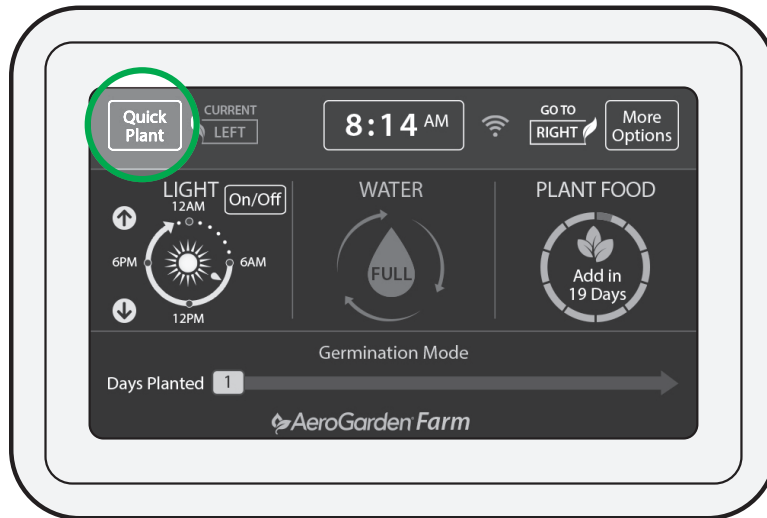 Quick
Plant
CURRENT
LEFT
8:14 AM
GO TO
RIGHT
More
Options
LIGHT
On/Off
12AM
6PM
6AM
12PM
WATER
FULL
PLANT FOOD
Add in
19 Days
Germination Mode
Days Planted 1
AeroGarden Farm